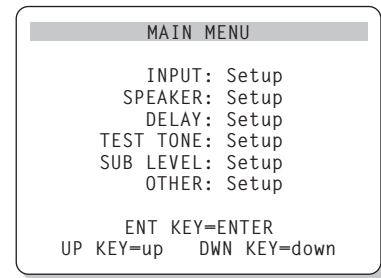 MAIN MENU
INPUT: Setup
SPEAKER: Setup
DELAY: Setup
TEST TONE: Setup
SUB LEVEL: Setup
OTHER: Setup
ENT KEY=ENTER
UP KEY=up DWN KEY=down